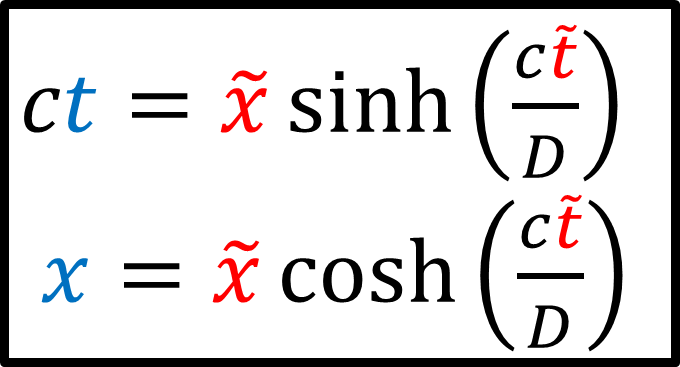 ct = x̃ sinh (ct̃/D)
x = x̃ cosh (ct̃/D)